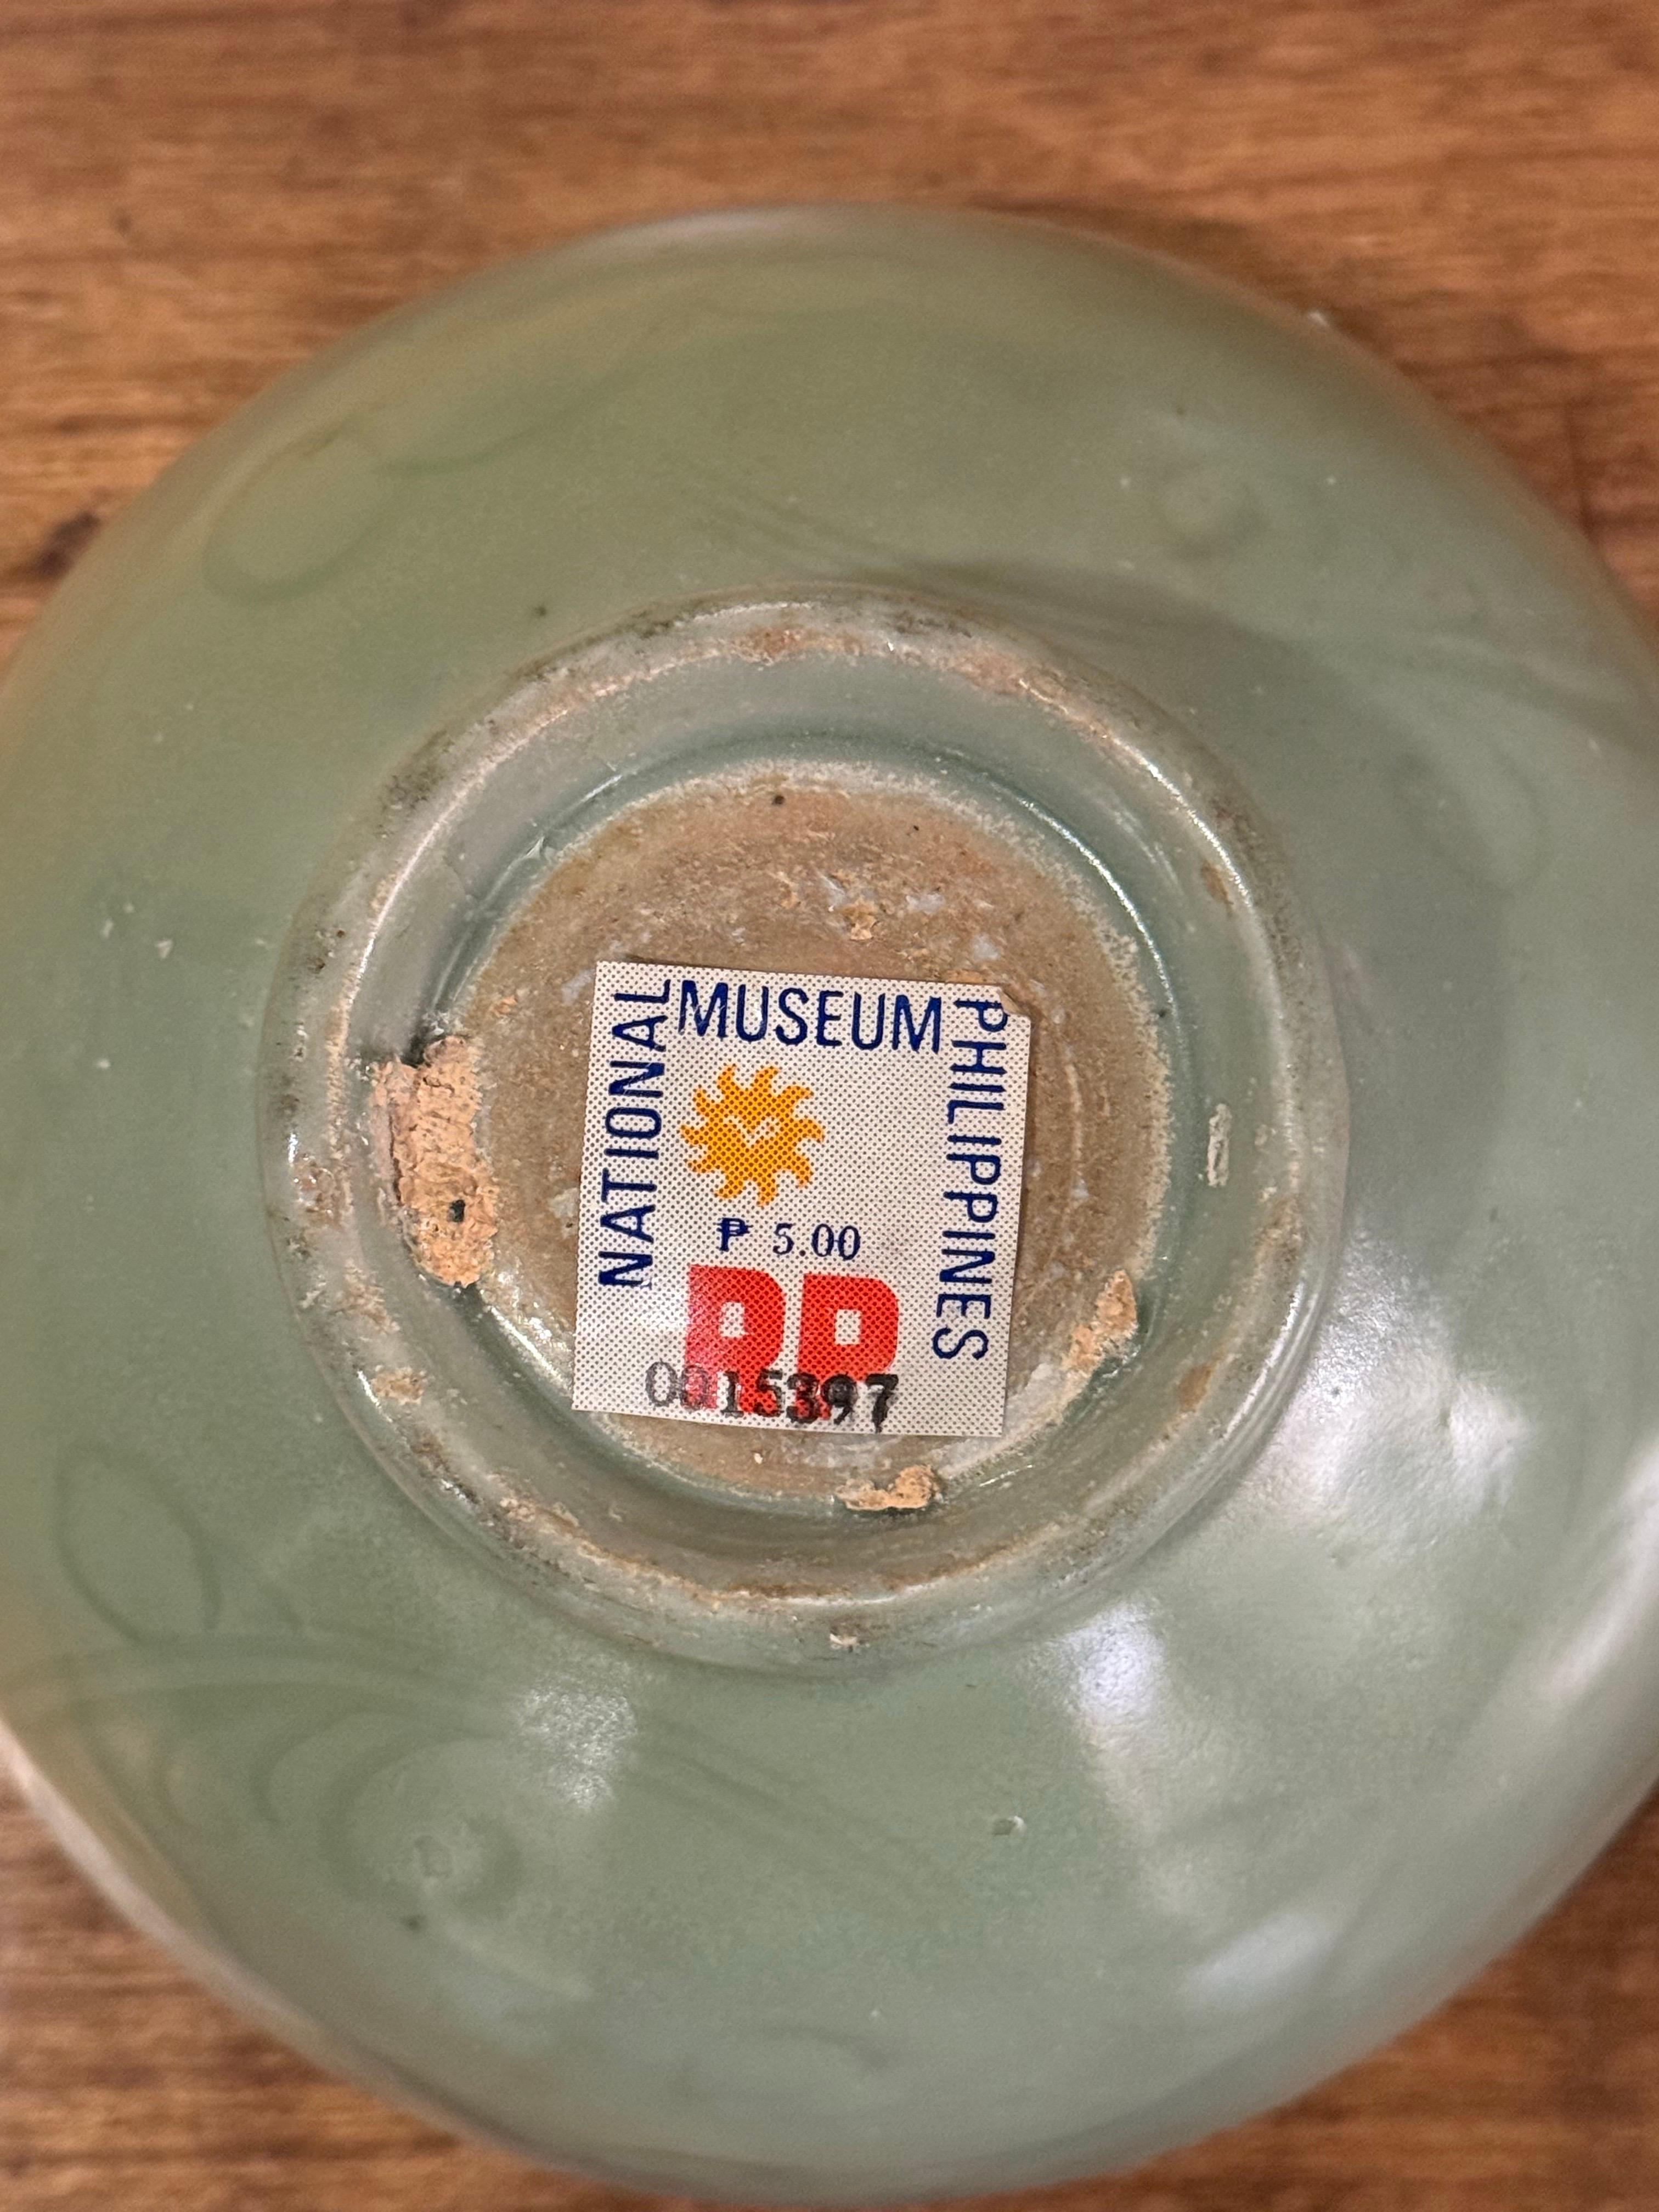 NATIONAL
MUSEUM
PHILIPPINES
₱ 5.00
RP
0015397